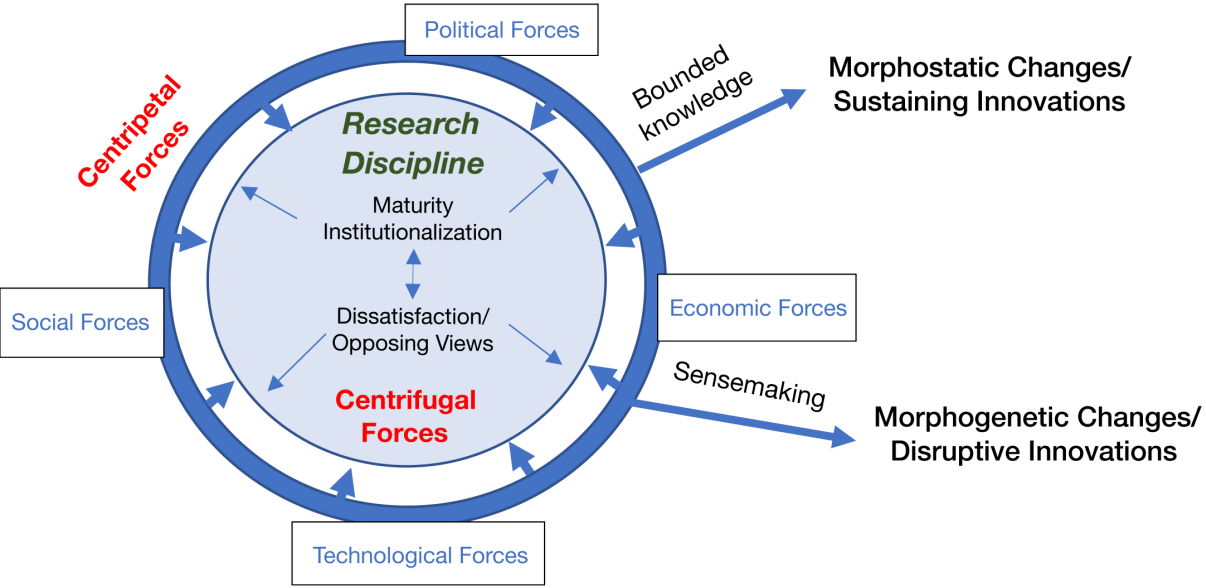 Political Forces
Centripetal
Forces
Bounded
knowledge
Morphostatic Changes/
Sustaining Innovations
Research
Discipline
Maturity
Institutionalization
Social Forces
Dissatisfaction/
Opposing Views
Economic Forces
Centrifugal
Forces
Sensemaking
Morphogenetic Changes/
Disruptive Innovations
Technological Forces